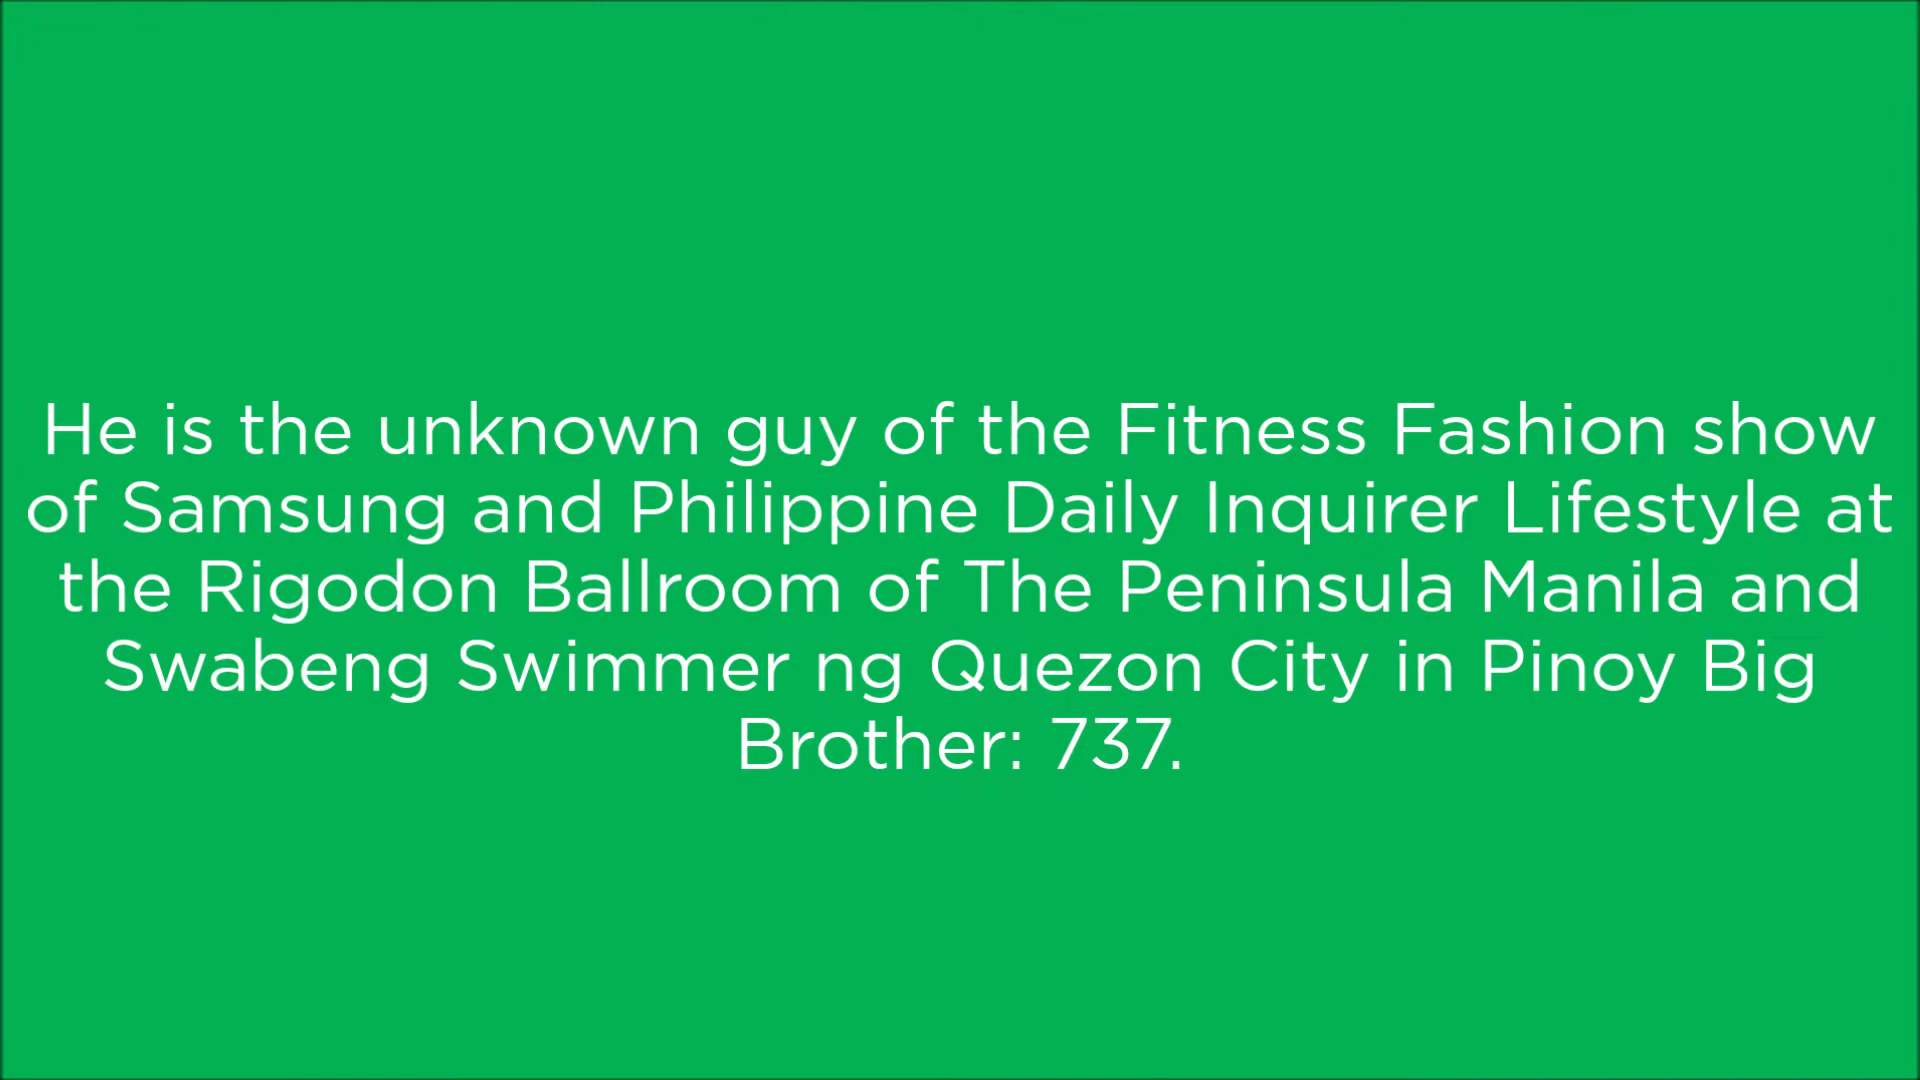 He is the unknown guy of the Fitness Fashion show
of Samsung and Philippine Daily Inquirer Lifestyle at
the Rigodon Ballroom of The Peninsula Manila and
Swabeng Swimmer ng Quezon City in Pinoy Big
Brother: 737.